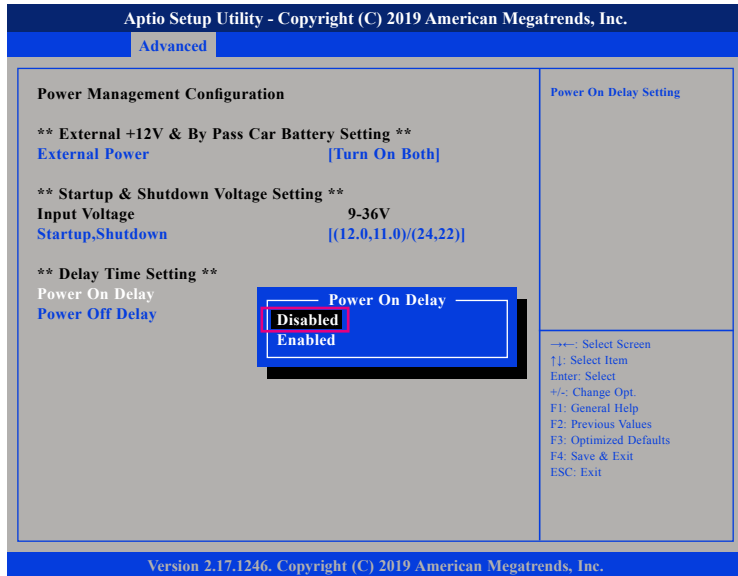 Aptio Setup Utility - Copyright (C) 2019 American Megatrends, Inc.
Advanced
Power Management Configuration
** External +12V & By Pass Car Battery Setting **
External Power [Turn On Both]
** Startup & Shutdown Voltage Setting **
Input Voltage 9-36V
Startup,Shutdown [(12.0,11.0)/(24,22)]
** Delay Time Setting **
Power On Delay
Power Off Delay
Power On Delay
Disabled
Enabled
Power On Delay Setting
→←: Select Screen
↑↓: Select Item
Enter: Select
+/-: Change Opt.
F1: General Help
F2: Previous Values
F3: Optimized Defaults
F4: Save & Exit
ESC: Exit
Version 2.17.1246. Copyright (C) 2019 American Megatrends, Inc.